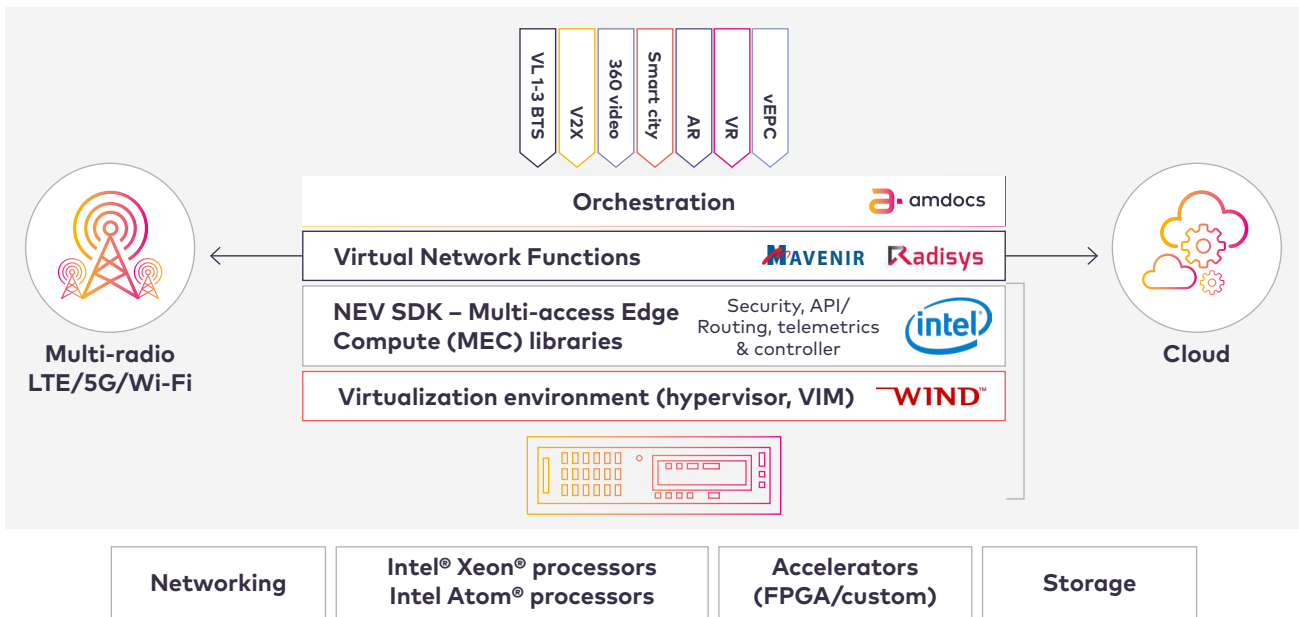 VL 1-3 BTS
V2X
360 video
Smart city
AR
VR
vEPC
Orchestration
amdocs
Virtual Network Functions
MAVENIR
Radisys
NEV SDK – Multi-access Edge
Compute (MEC) libraries
Security, API/
Routing, telemetrics
& controller
intel
Virtualization environment (hypervisor, VIM)
WIND™
Multi-radio
LTE/5G/Wi-Fi
Cloud
Networking
Intel® Xeon® processors
Intel Atom® processors
Accelerators
(FPGA/custom)
Storage